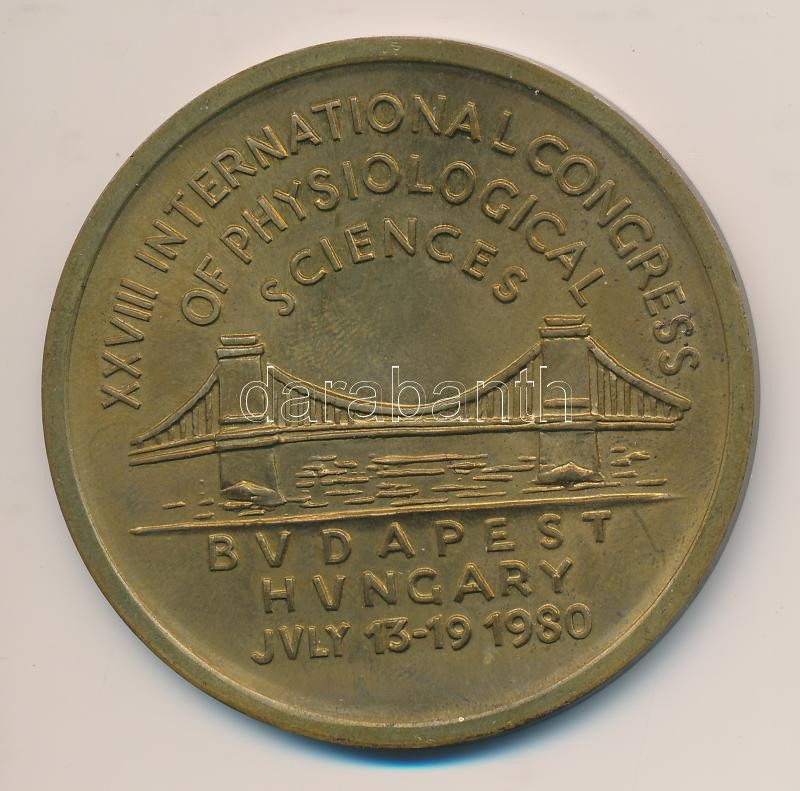 XXVIII INTERNATIONAL CONGRESS
OF PHYSIOLOGICAL
SCIENCES
darabanth
BVDAPEST
HVNGARY
JVLY 13-19 1980